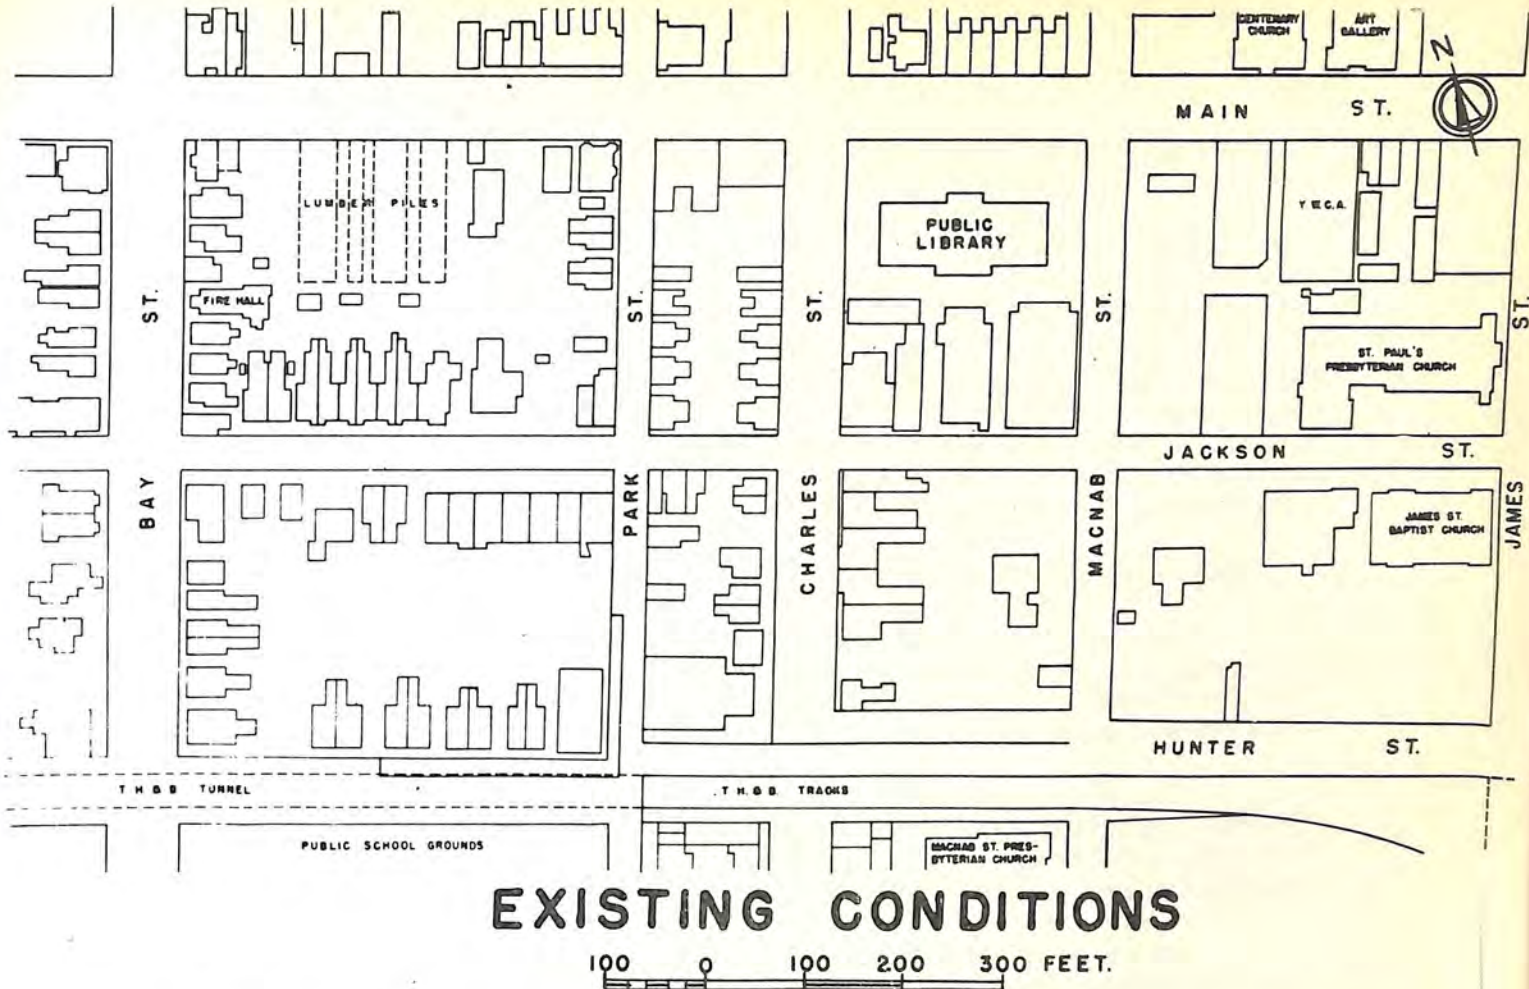 CENTENARY
CHURCH
ART
GALLERY
N
MAIN ST.
LUMBER PILES
Y W.C.A.
PUBLIC
LIBRARY
FIRE HALL
ST.
ST.
ST.
ST.
ST.
ST. PAUL'S
PRESBYTERIAN CHURCH
JACKSON ST.
BAY
PARK
CHARLES
MACNAB
JAMES
JAMES ST.
BAPTIST CHURCH
HUNTER ST.
T H & B TUNNEL
T H. & B. TRACKS
PUBLIC SCHOOL GROUNDS
MACNAB ST. PRES-
BYTERIAN CHURCH
EXISTING CONDITIONS
100 0 100 200 300 FEET.